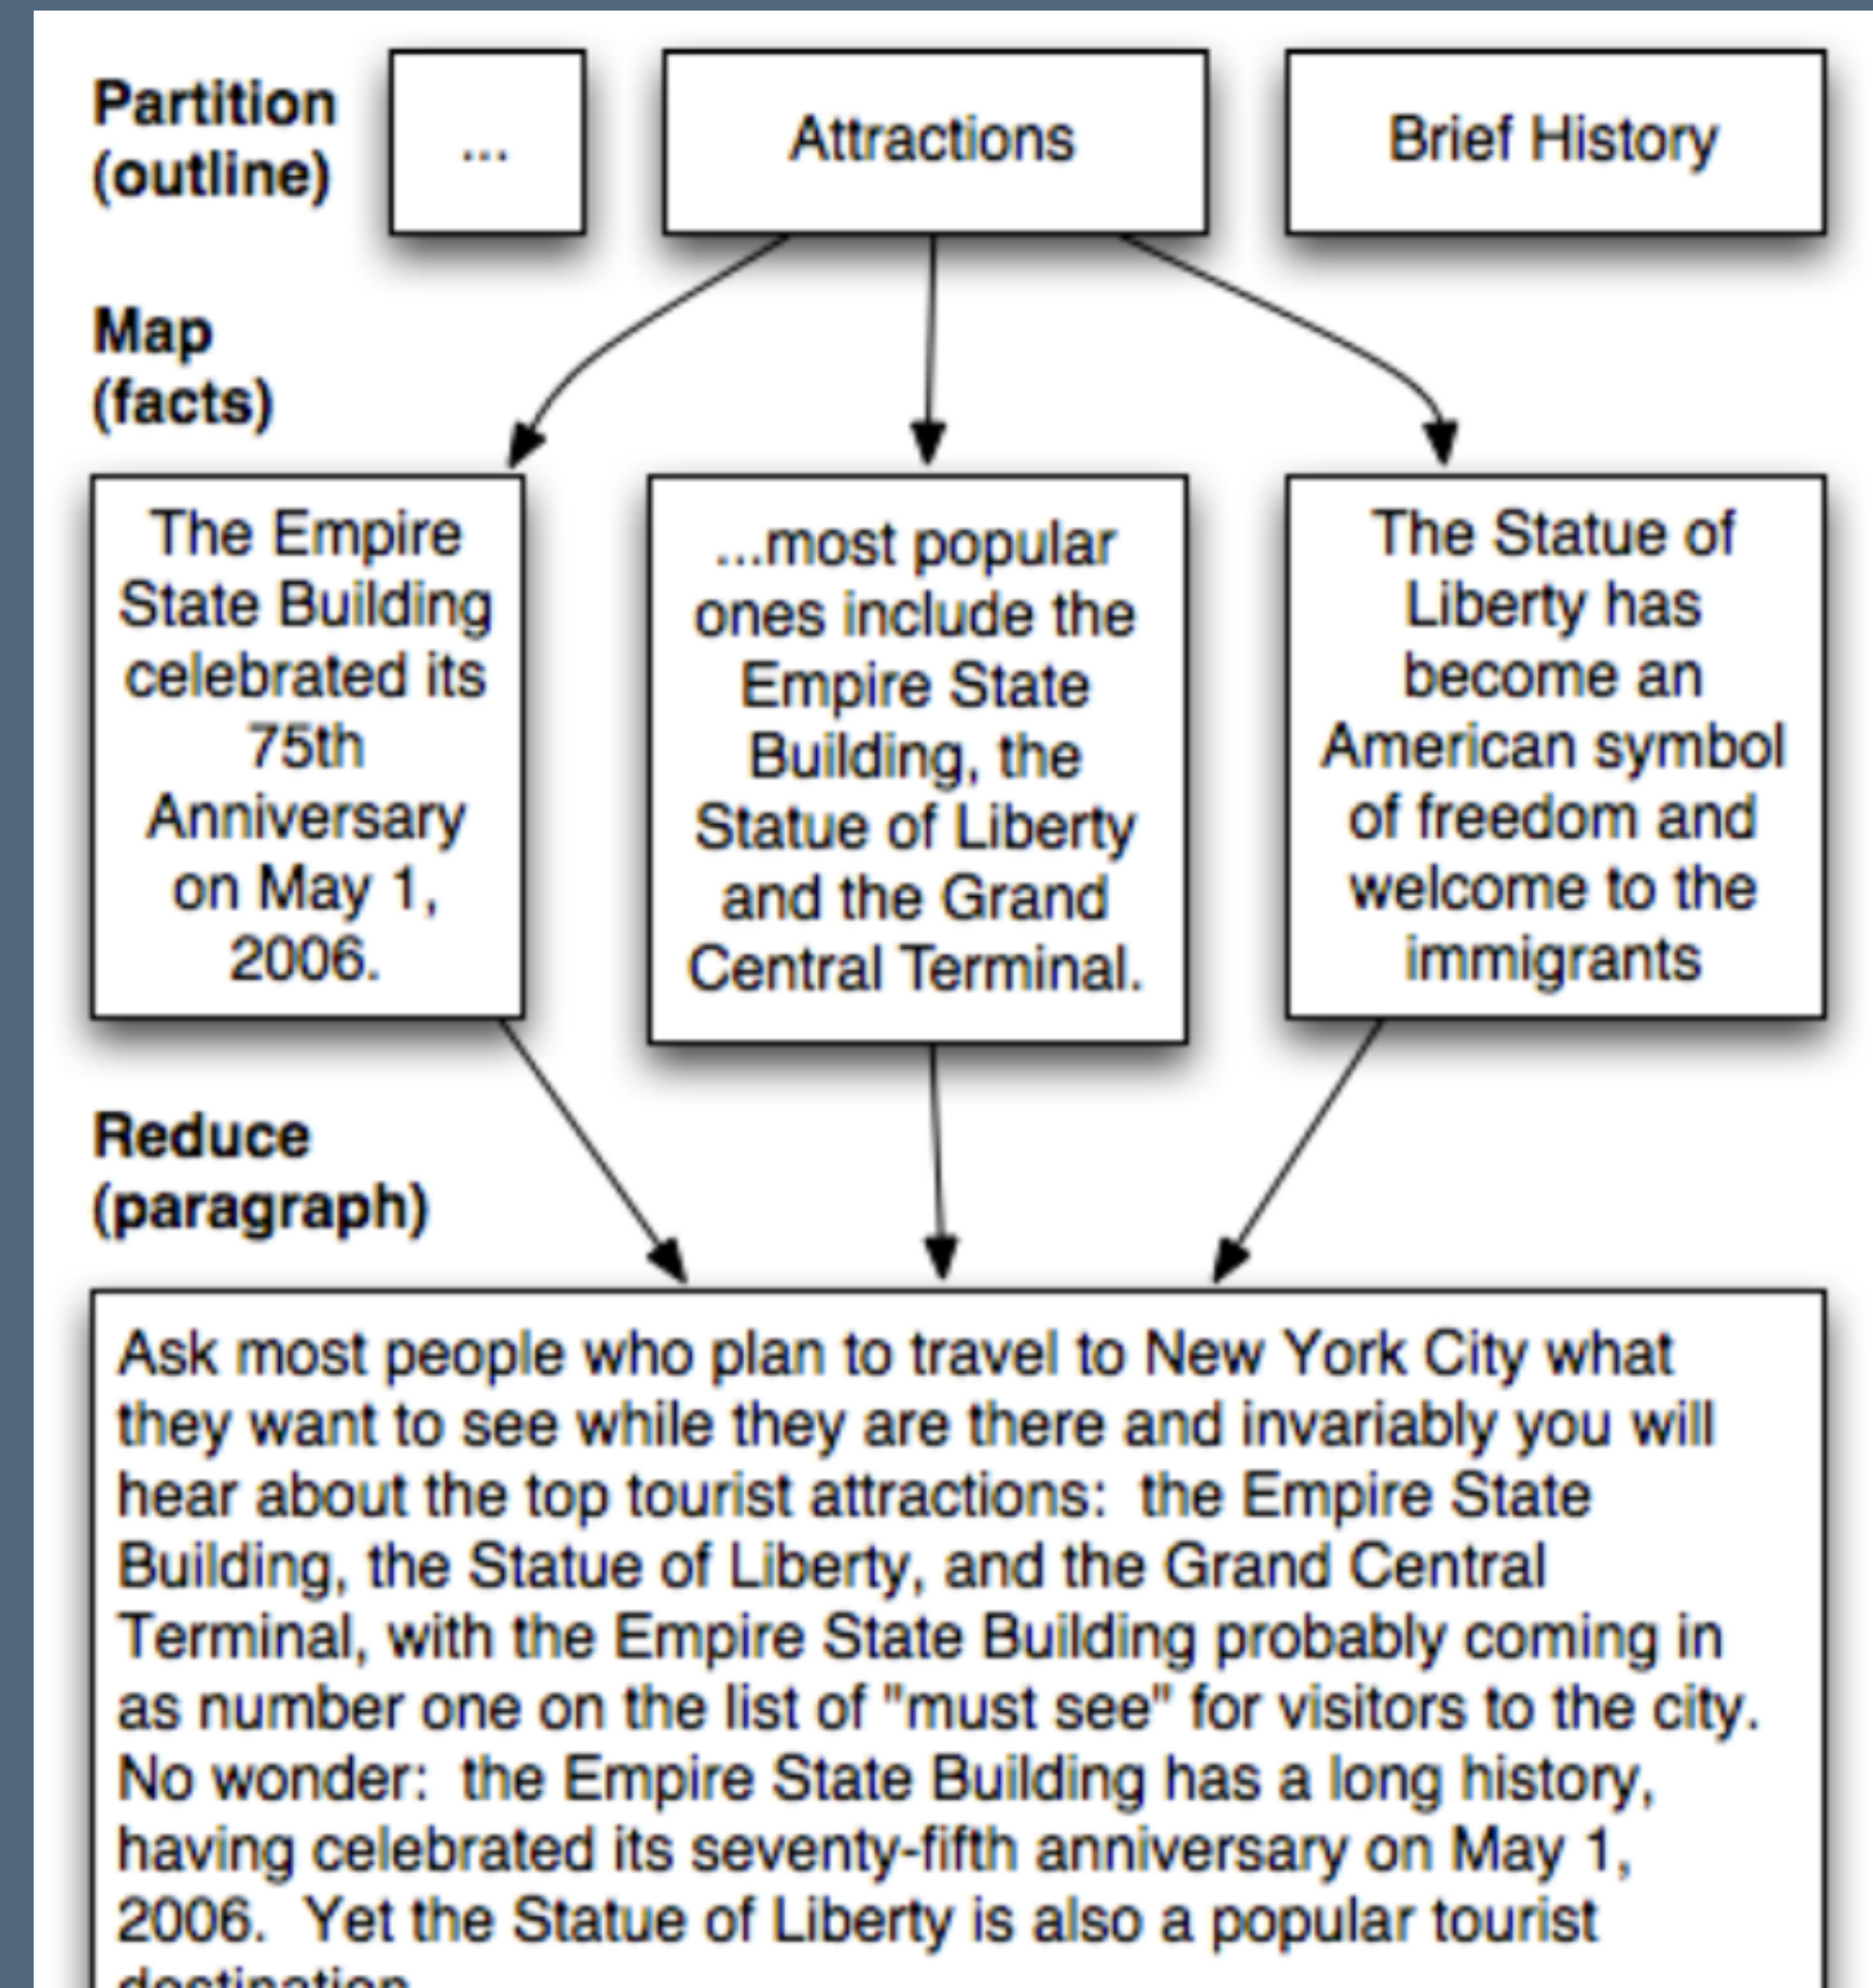 Partition
(outline)
...
Attractions
Brief History
Map
(facts)
The Empire
State Building
celebrated its
75th
Anniversary
on May 1,
2006.
...most popular
ones include the
Empire State
Building, the
Statue of Liberty
and the Grand
Central Terminal.
The Statue of
Liberty has
become an
American symbol
of freedom and
welcome to the
immigrants
Reduce
(paragraph)
Ask most people who plan to travel to New York City what
they want to see while they are there and invariably you will
hear about the top tourist attractions:  the Empire State
Building, the Statue of Liberty, and the Grand Central
Terminal, with the Empire State Building probably coming in
as number one on the list of "must see" for visitors to the city.
No wonder:  the Empire State Building has a long history,
having celebrated its seventy-fifth anniversary on May 1,
2006.  Yet the Statue of Liberty is also a popular tourist
destination